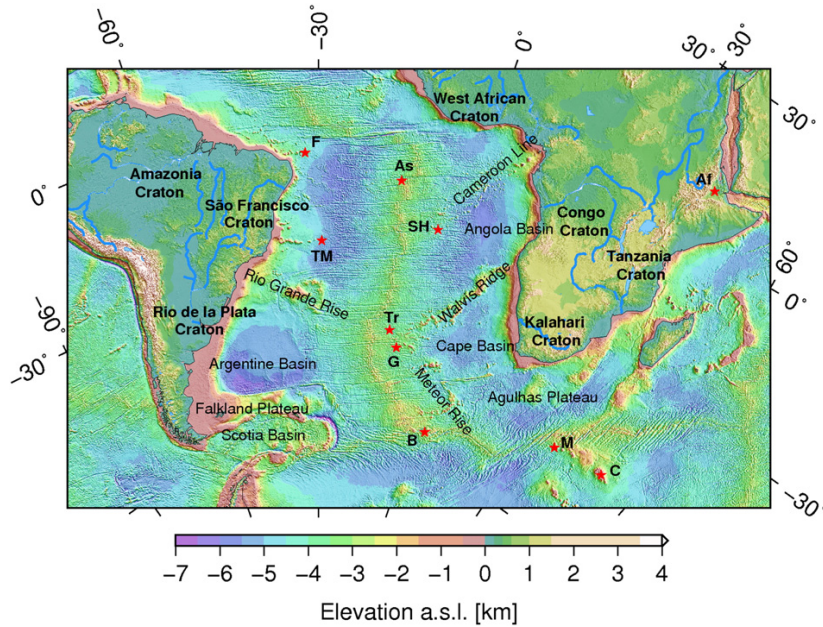 −60°
−30°
0°
30°
30°
West African
Craton
30°
F
Cameroon Line
As
Af
Amazonia
Craton
0°
São Francisco
Craton
Congo
Craton
SH
Angola Basin
TM
Tanzania
Craton
60°
Rio Grande Rise
Walvis Ridge
0°
Rio de la Plata
Craton
Tr
Kalahari
Craton
−90°
G
Cape Basin
−30°
Argentine Basin
Meteor Rise
Agulhas Plateau
Falkland Plateau
Scotia Basin
B
M
C
−30°
−7 −6 −5 −4 −3 −2 −1 0 1 2 3 4
Elevation a.s.l. [km]